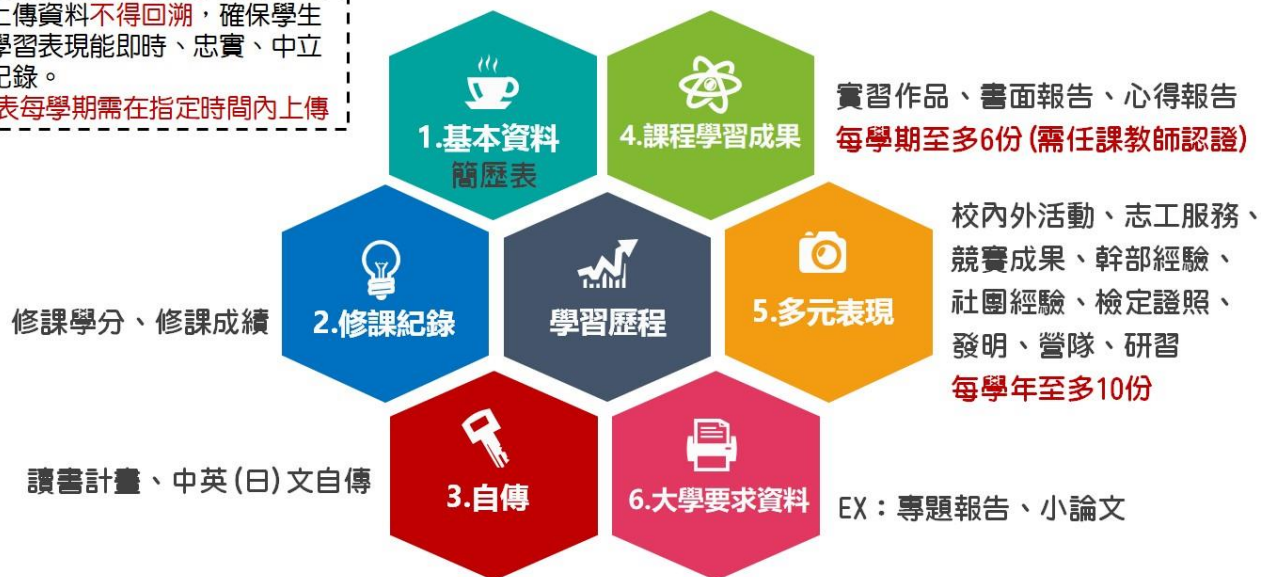 上傳資料不得回溯,確保學生
學習表現能即時、忠實、中立
記錄。
表每學期需在指定時間內上傳
1.基本資料
簡歷表
4.課程學習成果
實習作品、書面報告、心得報告
每學期至多6份(需任課教師認證)
修課學分、修課成績
2.修課紀錄
學習歷程
5.多元表現
校內外活動、志工服務、
競賽成果、幹部經驗、
社團經驗、檢定證照、
發明、營隊、研習
每學年至多10份
讀書計畫、中英(日)文自傳
3.自傳
6.大學要求資料
EX:專題報告、小論文